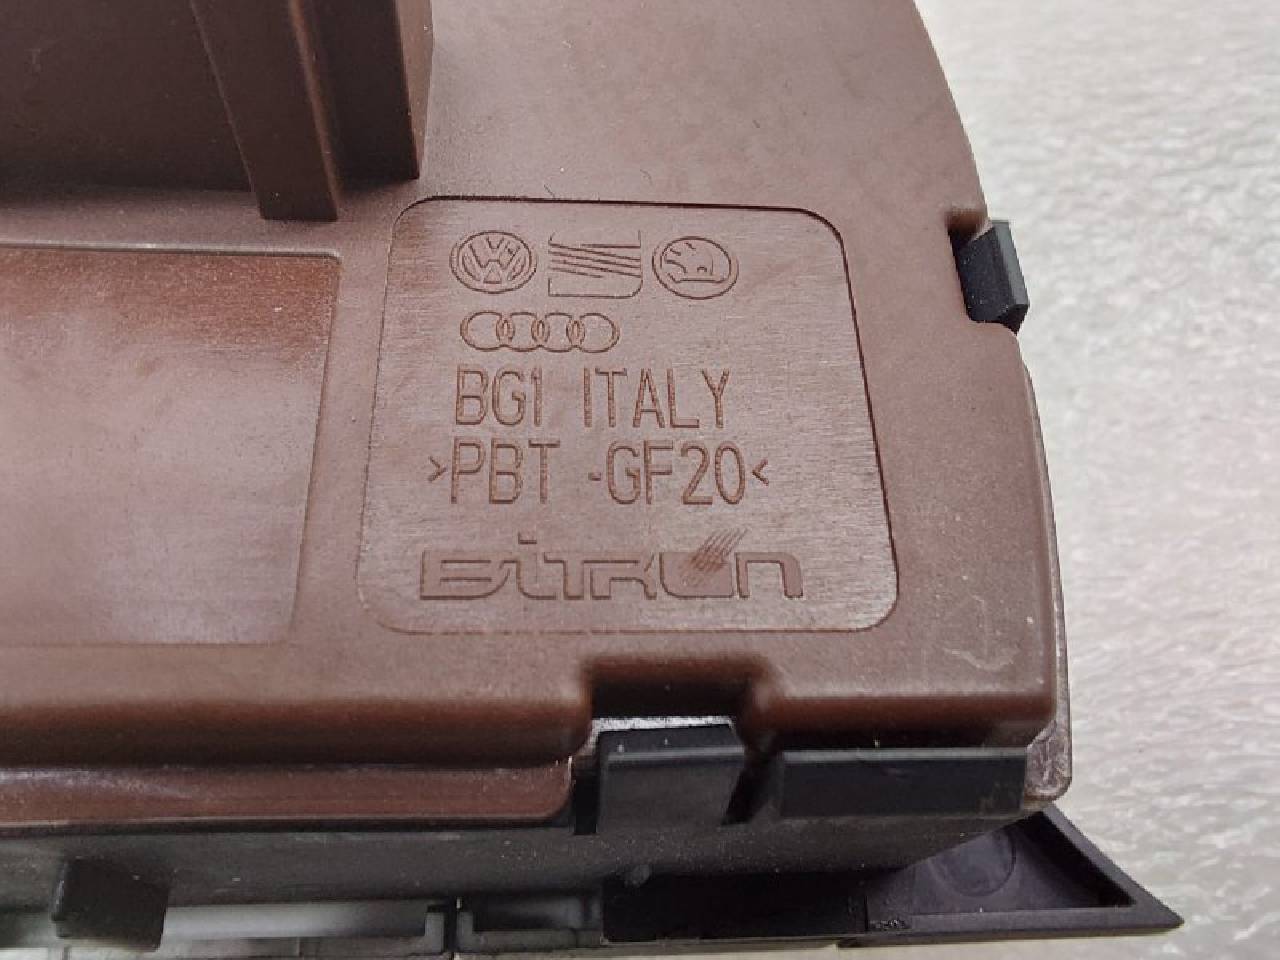 BG1 ITALY
>PBT -GF20<
BITRON